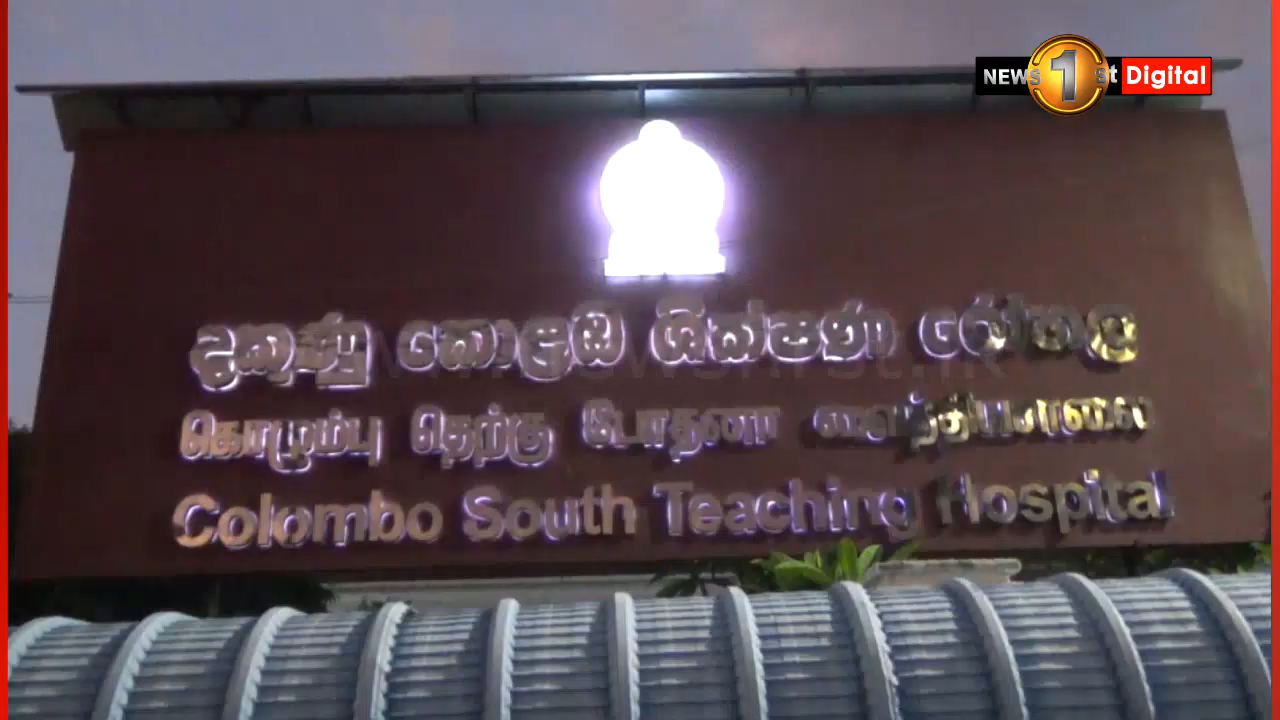 NEWS 1st Digital
දකුණු කොළඹ ශික්ෂණ රෝහල
கொழும்பு தெற்கு போதனா வைத்தியசாலை
Colombo South Teaching Hospital